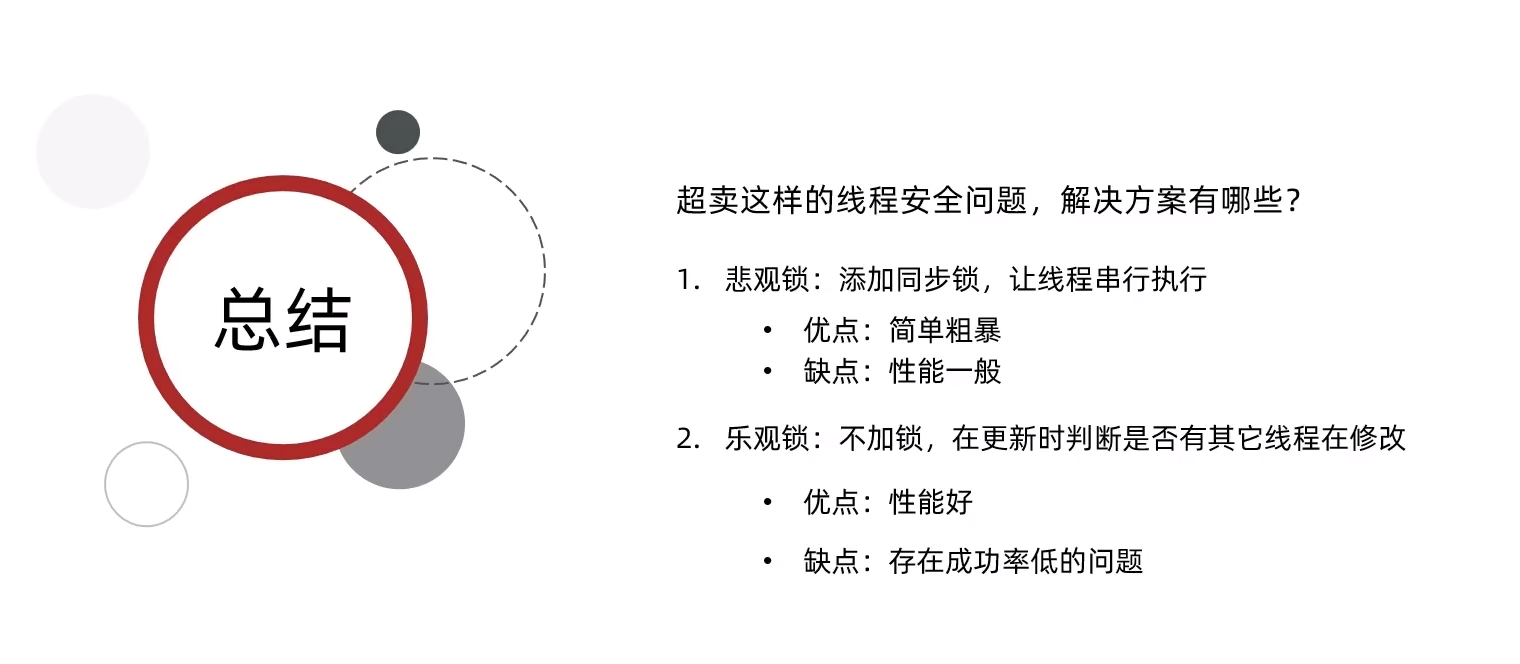 总结
超卖这样的线程安全问题，解决方案有哪些？
1. 悲观锁：添加同步锁，让线程串行执行
• 优点：简单粗暴
• 缺点：性能一般
2. 乐观锁：不加锁，在更新时判断是否有其它线程在修改
• 优点：性能好
• 缺点：存在成功率低的问题